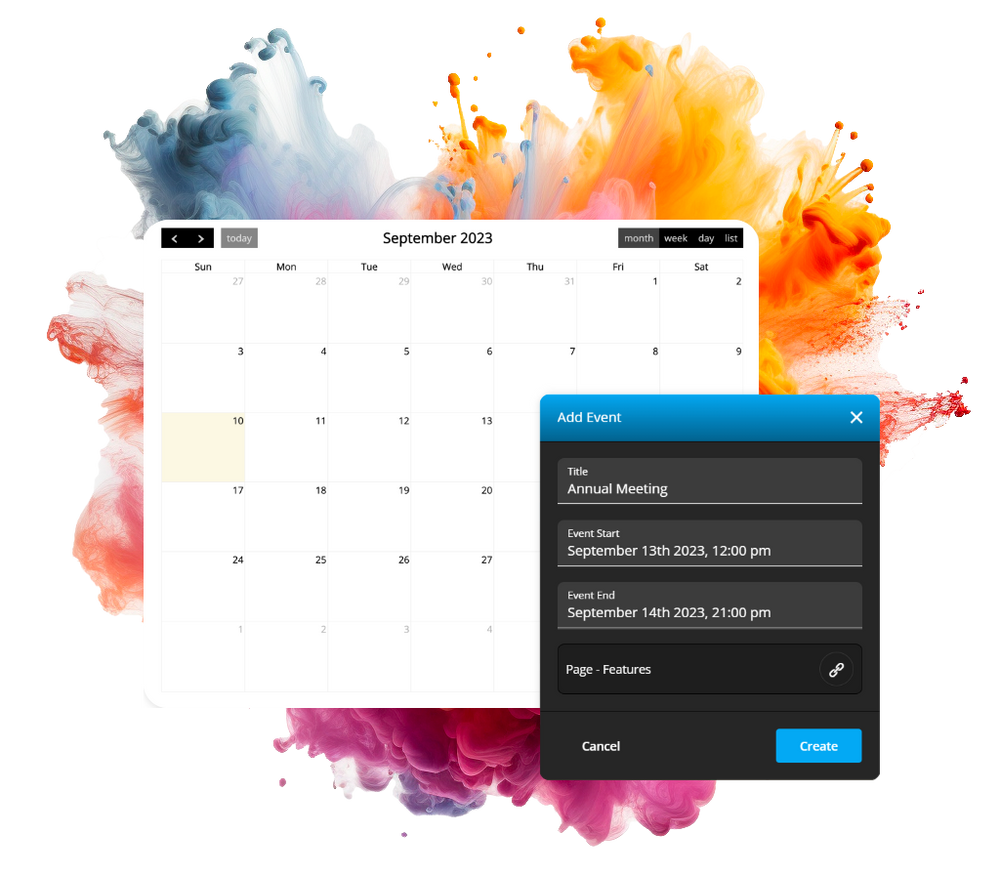 today September 2023 month week day list
Sun Mon Tue Wed Thu Fri Sat
27 28 29 30 31 1 2
3 4 5 6 7 8 9
10 11 12 13
17 18 19 20
24 25 26 27
1 2 3 4
Add Event
Title
Annual Meeting
Event Start
September 13th 2023, 12:00 pm
Event End
September 14th 2023, 21:00 pm
Page - Features
Cancel Create